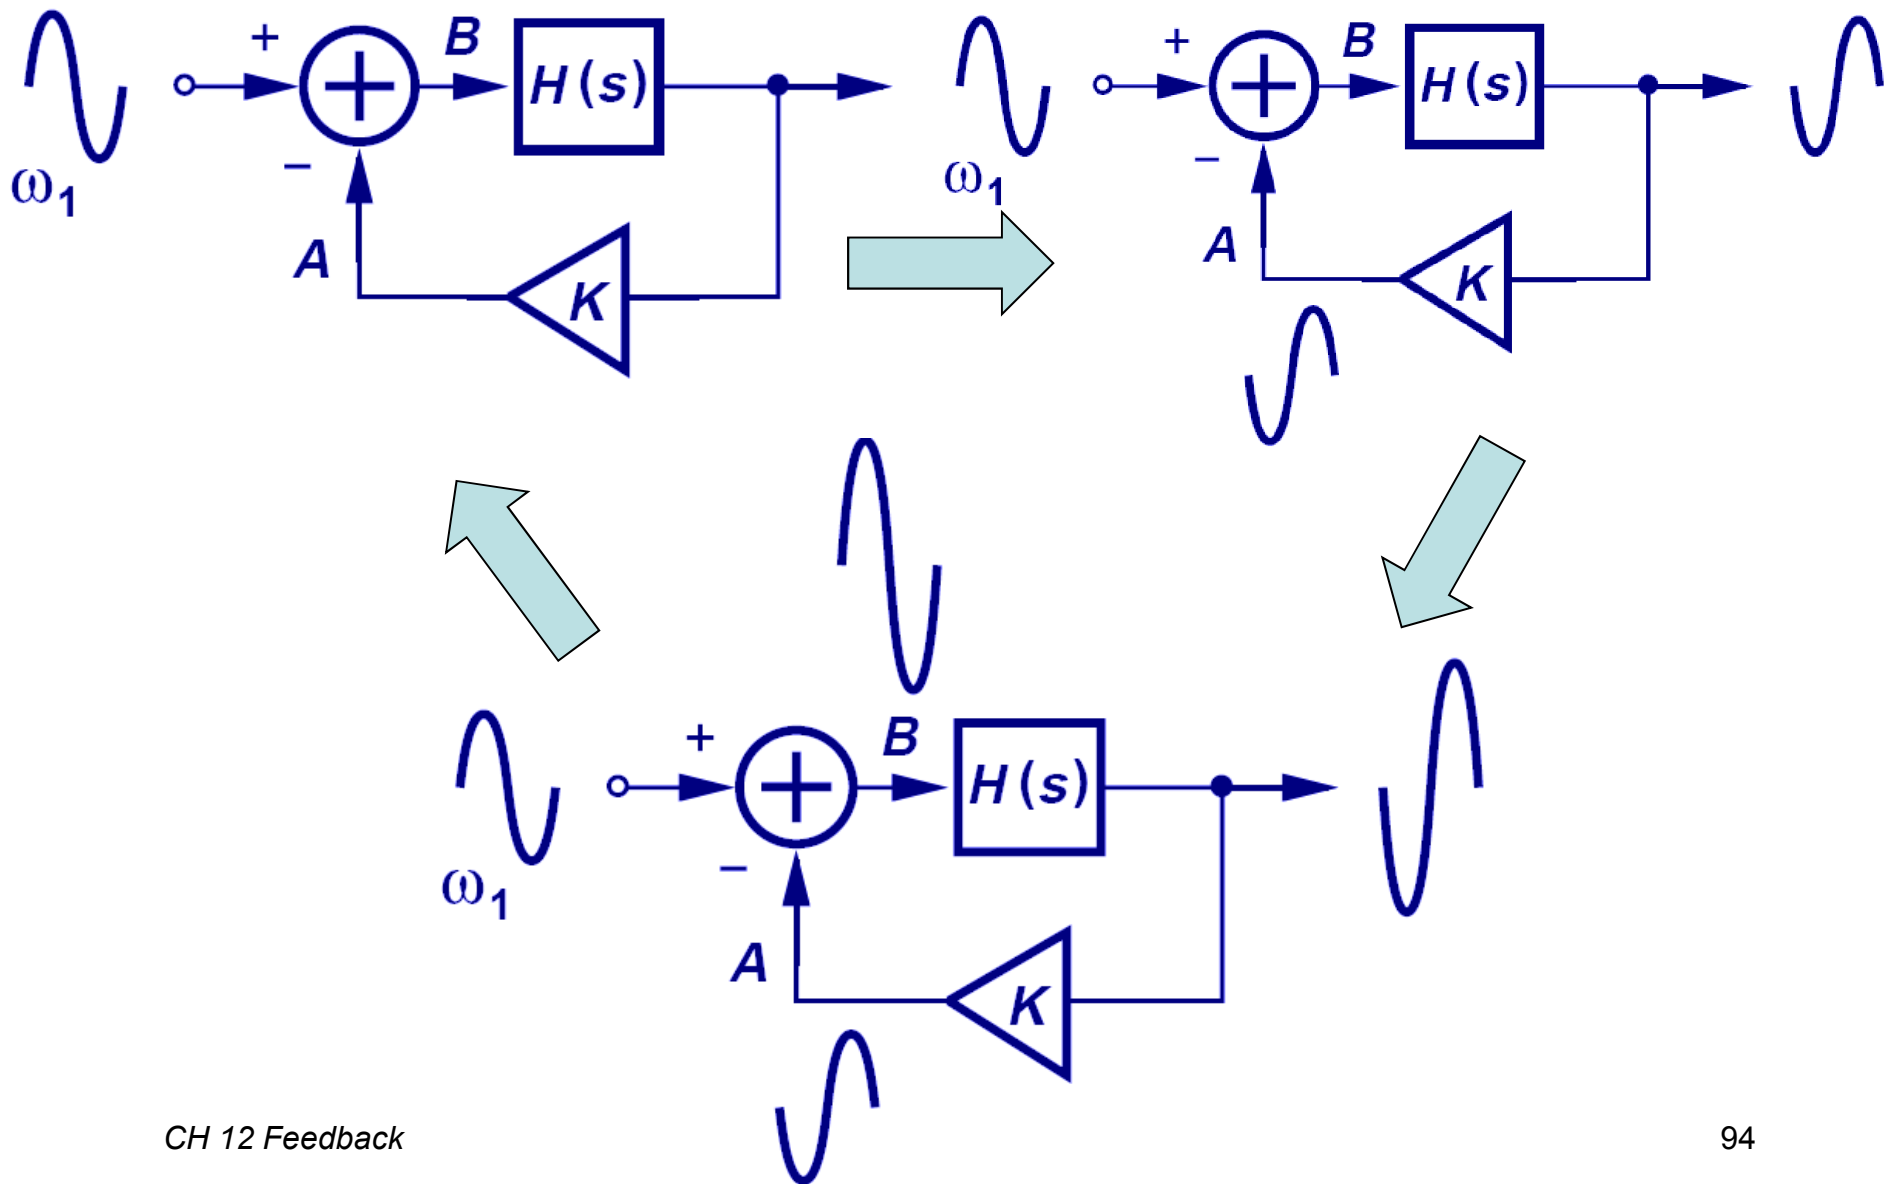 + B H(s)
−
ω1
A
K
+ B H(s)
−
ω1
A
K
+ B H(s)
−
ω1
A
K
CH 12 Feedback
94